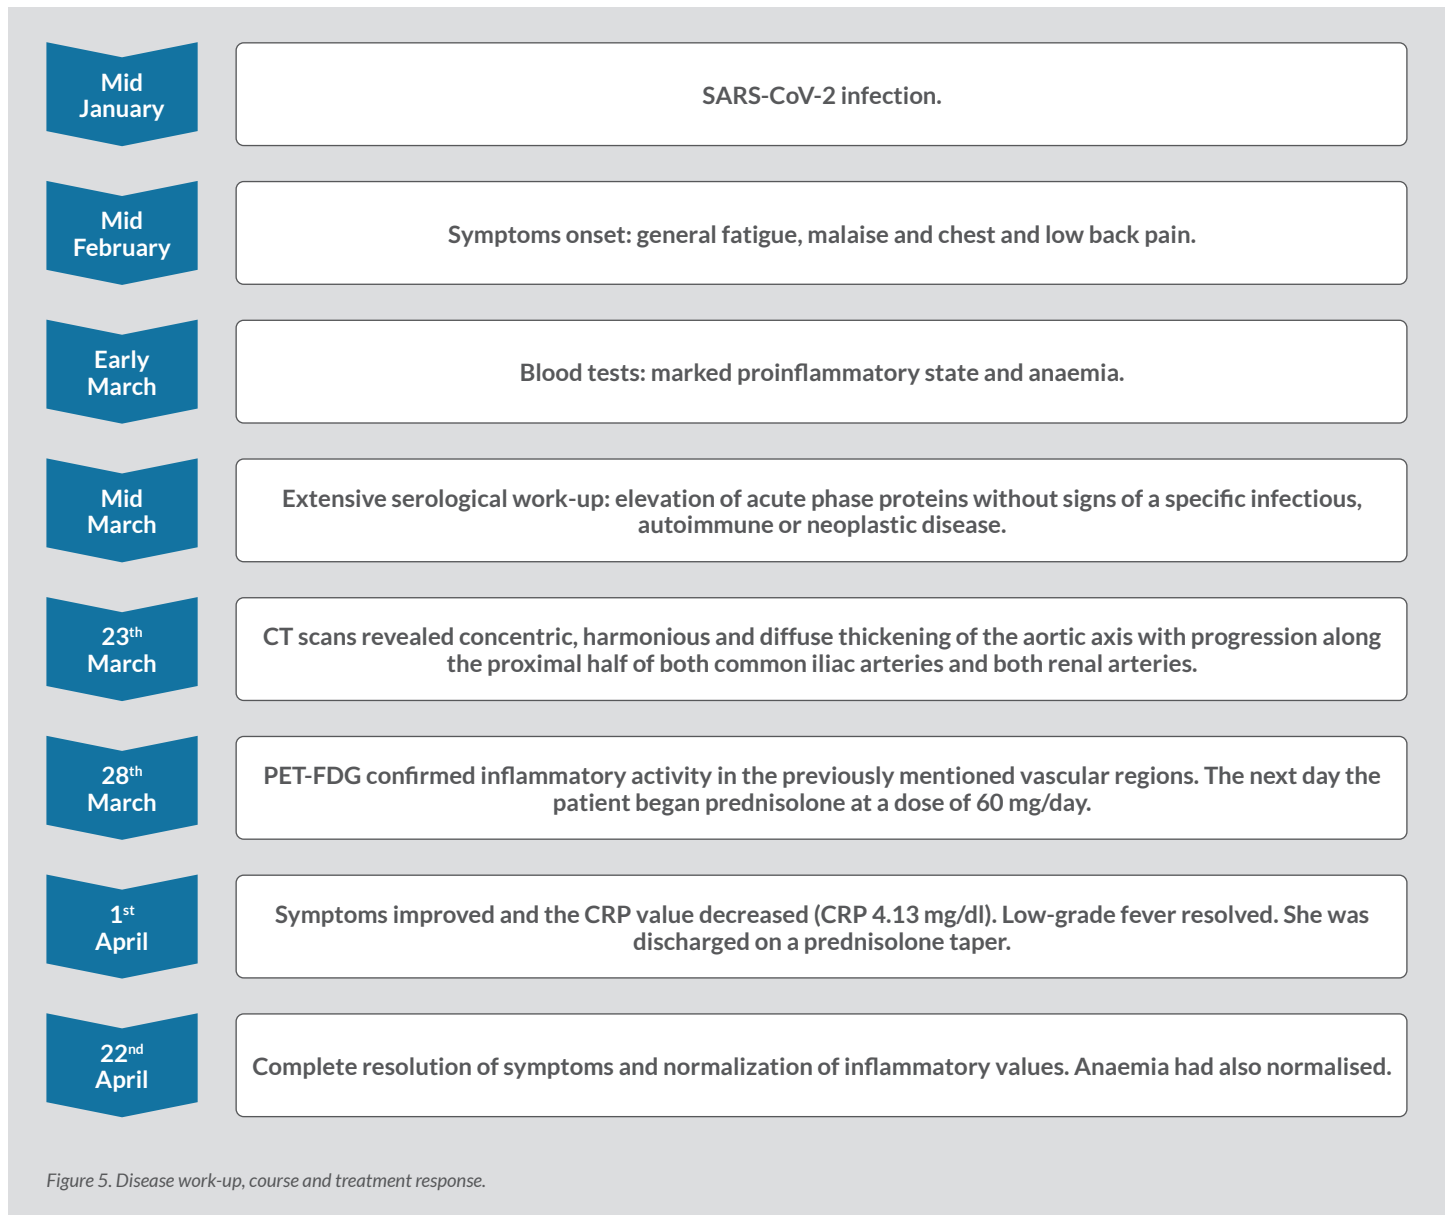 Mid
January
SARS-CoV-2 infection.
Mid
February
Symptoms onset: general fatigue, malaise and chest and low back pain.
Early
March
Blood tests: marked proinflammatory state and anaemia.
Mid
March
Extensive serological work-up: elevation of acute phase proteins without signs of a specific infectious,
autoimmune or neoplastic disease.
23th
March
CT scans revealed concentric, harmonious and diffuse thickening of the aortic axis with progression along
the proximal half of both common iliac arteries and both renal arteries.
28th
March
PET-FDG confirmed inflammatory activity in the previously mentioned vascular regions. The next day the
patient began prednisolone at a dose of 60 mg/day.
1st
April
Symptoms improved and the CRP value decreased (CRP 4.13 mg/dl). Low-grade fever resolved. She was
discharged on a prednisolone taper.
22nd
April
Complete resolution of symptoms and normalization of inflammatory values. Anaemia had also normalised.
Figure 5. Disease work-up, course and treatment response.